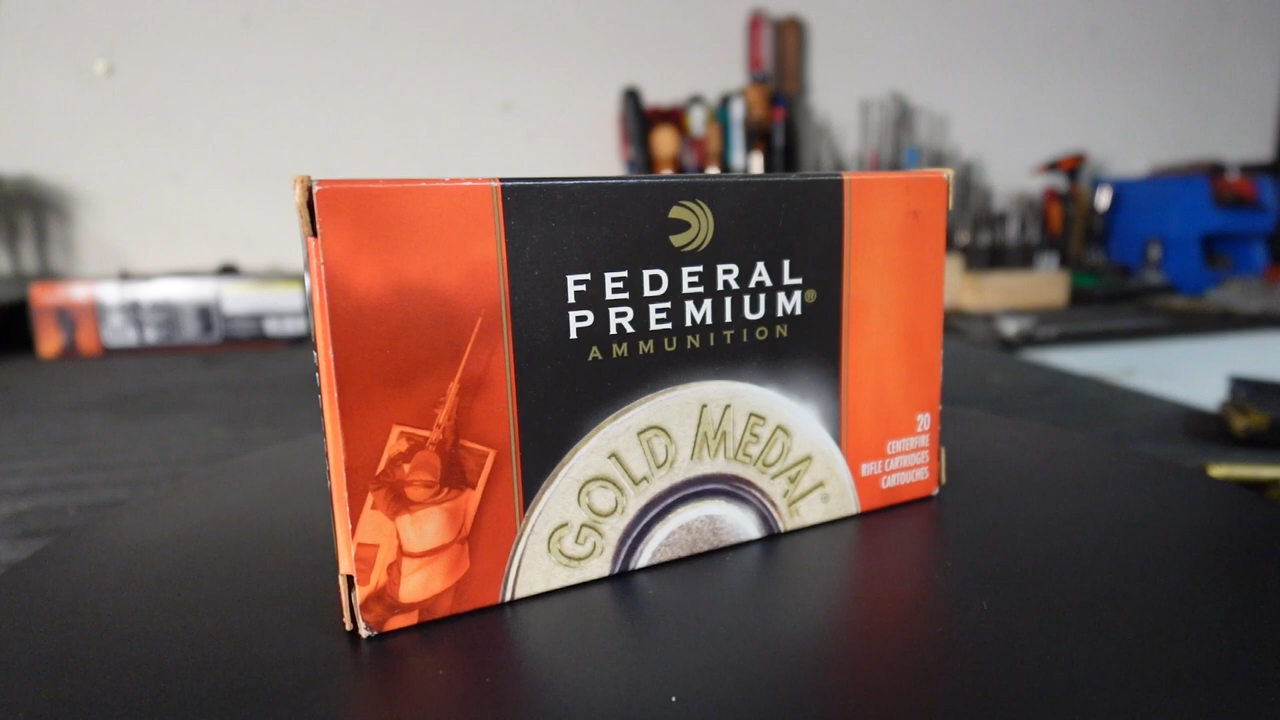 FEDERAL
PREMIUM®
AMMUNITION
GOLD MEDAL®
20
CENTERFIRE
RIFLE CARTRIDGES
CARTOUCHES